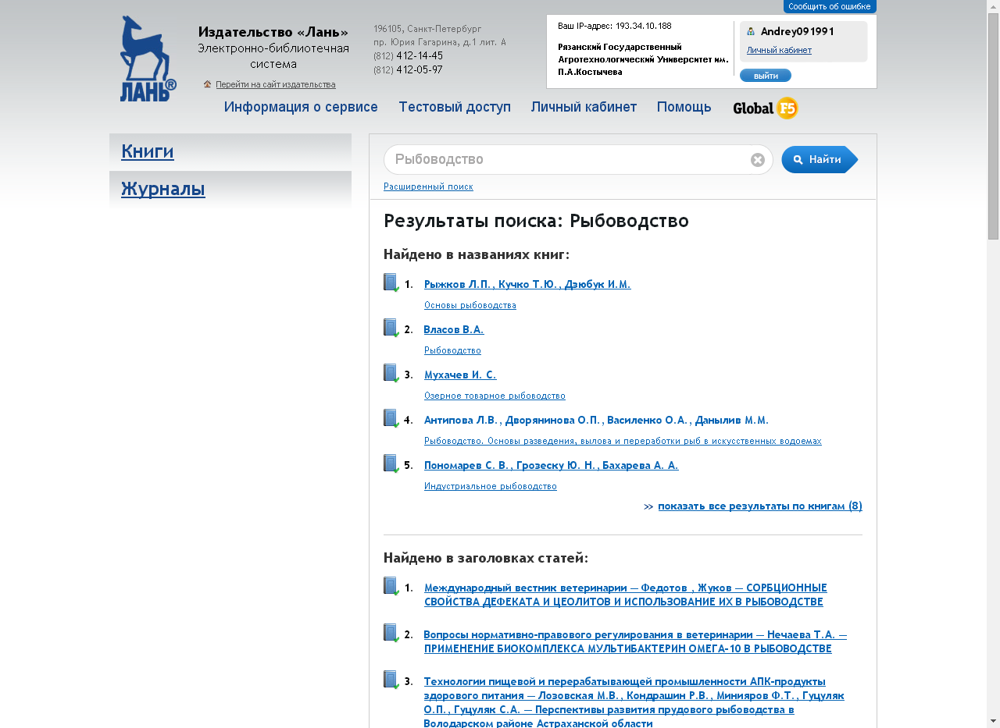 Сообщить об ошибке
ЛАНЬ®
Издательство «Лань»
Электронно-библиотечная
система
Перейти на сайт издательства
196105, Санкт-Петербург
пр. Юрия Гагарина, д.1 лит. А
(812) 412-14-45
(812) 412-05-97
Ваш IP-адрес: 193.34.10.188
Рязанский Государственный
Агротехнологический Университет им.
П.А.Костычева
Andrey091991
Личный кабинет
выйти
Информация о сервисе
Тестовый доступ
Личный кабинет
Помощь
Global F5
Книги
Журналы
Рыбоводство
Найти
Расширенный поиск
Результаты поиска: Рыбоводство
Найдено в названиях книг:
1. Рыжков Л.П., Кучко Т.Ю., Дзюбук И.М.
Основы рыбоводства
2. Власов В.А.
Рыбоводство
3. Мухачев И. С.
Озерное товарное рыбоводство
4. Антипова Л.В., Дворянинова О.П., Василенко О.А., Данылив М.М.
Рыбоводство. Основы разведения, вылова и переработки рыб в искусственных водоемах
5. Пономарев С. В., Грозеску Ю. Н., Бахарева А. А.
Индустриальное рыбоводство
>> показать все результаты по книгам (8)
Найдено в заголовках статей:
1. Международный вестник ветеринарии — Федотов , Жуков — СОРБЦИОННЫЕ
СВОЙСТВА ДЕФЕКАТА И ЦЕОЛИТОВ И ИСПОЛЬЗОВАНИЕ ИХ В РЫБОВОДСТВЕ
2. Вопросы нормативно-правового регулирования в ветеринарии — Нечаева Т.А. —
ПРИМЕНЕНИЕ БИОКОМПЛЕКСА МУЛЬТИБАКТЕРИН ОМЕГА-10 В РЫБОВОДСТВЕ
3. Технологии пищевой и перерабатывающей промышленности АПК-продукты
здорового питания — Лозовская М.В., Кондрашин Р.В., Минияров Ф.Т., Гуцуляк
О.П., Гуцуляк С.А. — Перспективы развития прудового рыбоводства в
Володарском районе Астраханской области